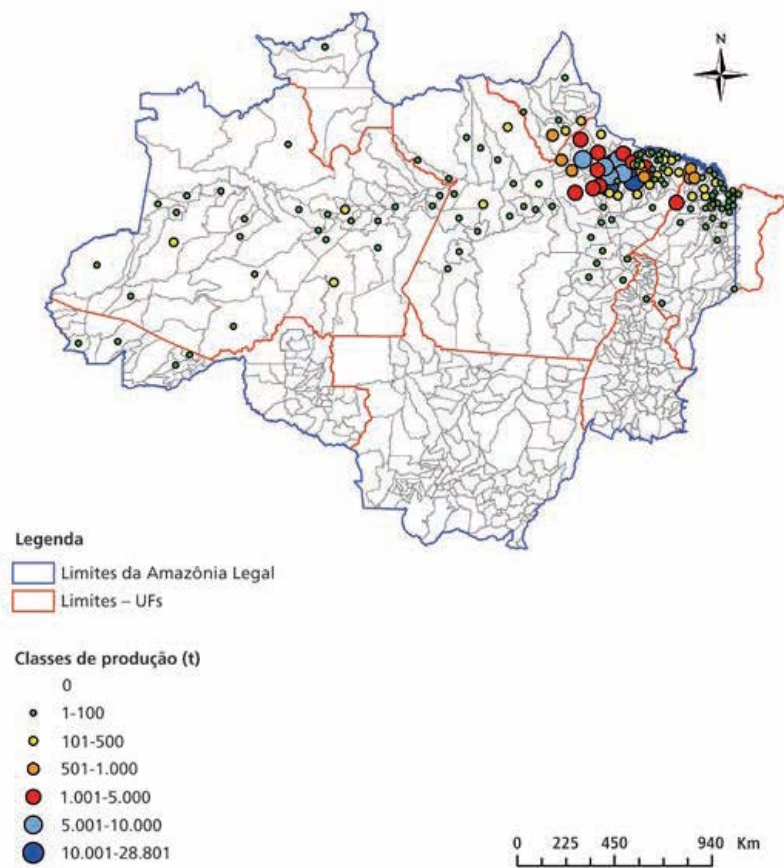 N
Legenda
Limites da Amazônia Legal
Limites – UFs
Classes de produção (t)
0
1-100
101-500
501-1.000
1.001-5.000
5.001-10.000
10.001-28.801
0 225 450 940 Km